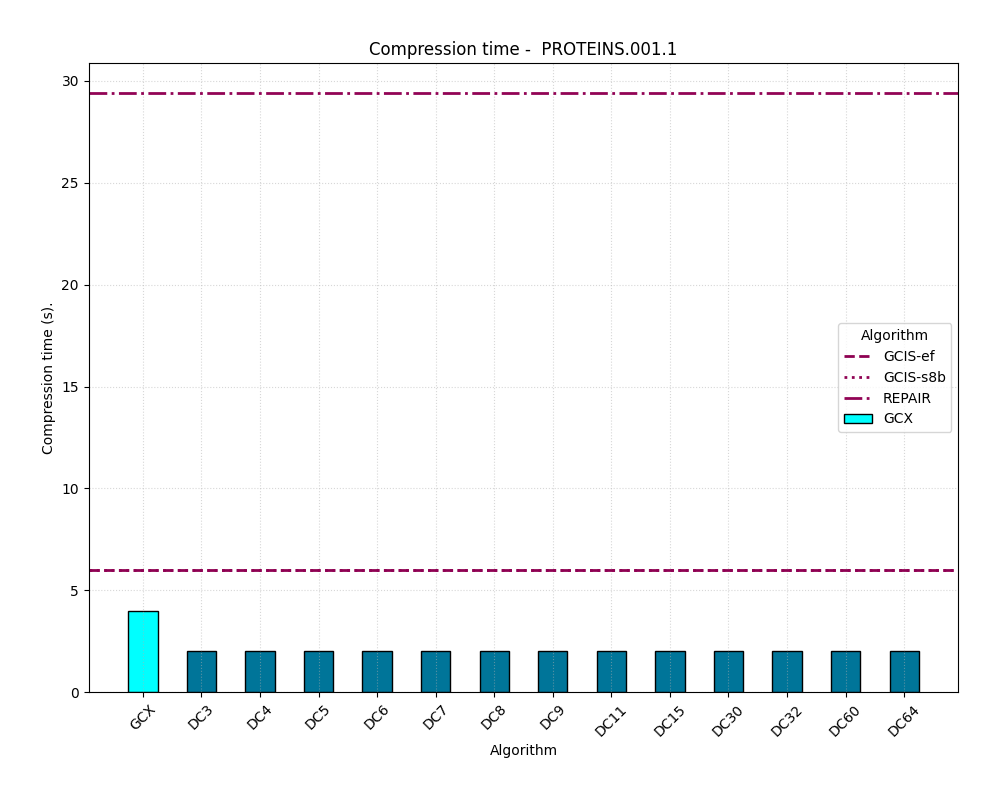 Compression time -  PROTEINS.001.1
30
25
20
15
10
5
0
Compression time (s).
Algorithm
GCIS-ef
GCIS-s8b
REPAIR
GCX
GCX
DC3
DC4
DC5
DC6
DC7
DC8
DC9
DC11
DC15
DC30
DC32
DC60
DC64
Algorithm